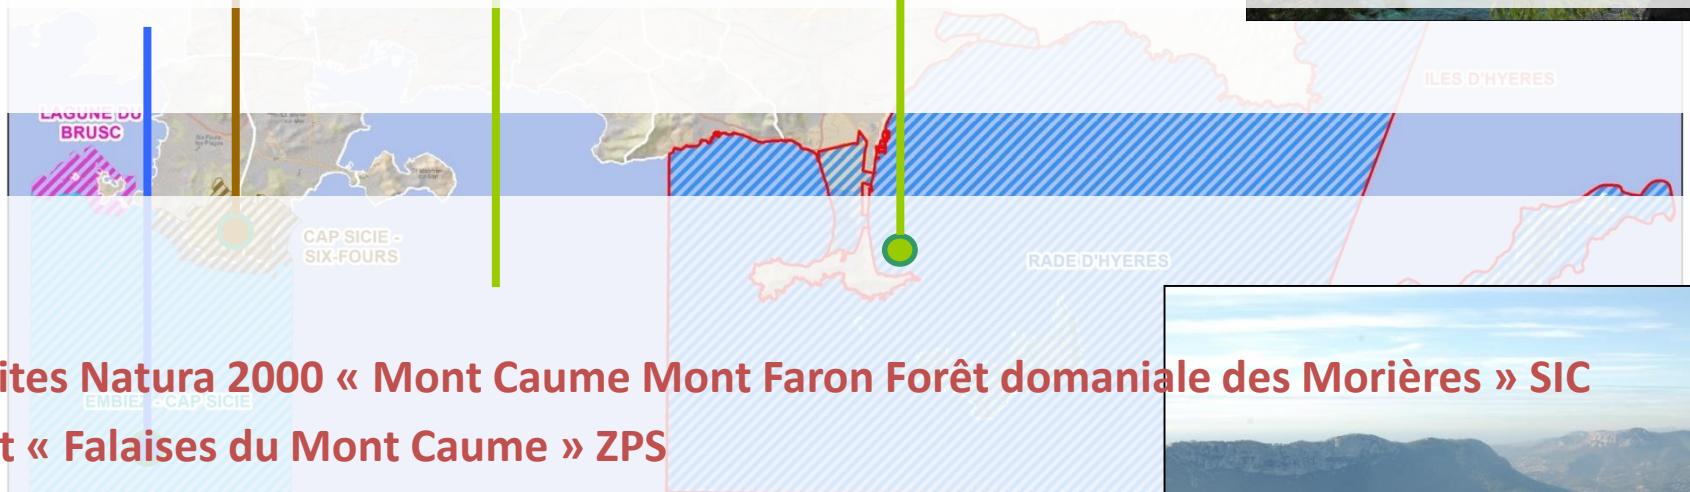 ILES D'HYERES
LAGUNE DU
BRUSC
CAP SICIE -
SIX-FOURS
RADE D'HYERES
ites Natura 2000 « Mont Caume Mont Faron Forêt domaniale des Morières » SIC
EMBIEZ - CAP SICIE
t « Falaises du Mont Caume » ZPS